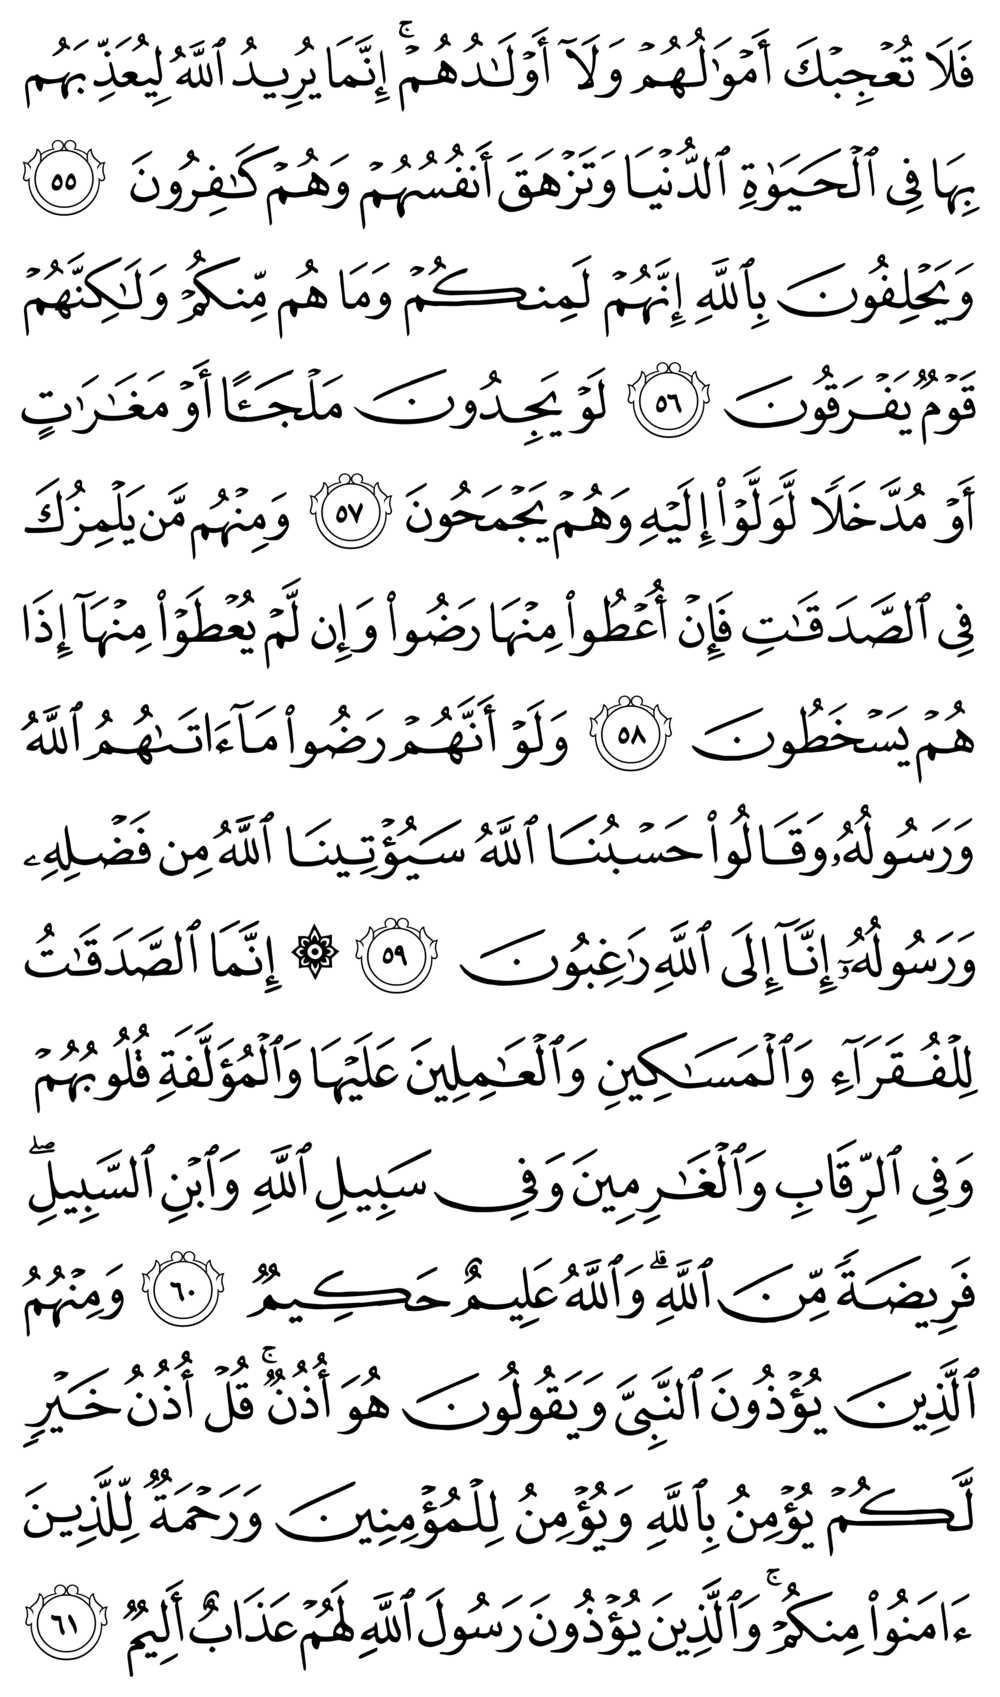 فَلَا تُعۡجِبۡكَ أَمۡوَٰلُهُمۡ وَلَآ أَوۡلَٰدُهُمۡۚ إِنَّمَا يُرِيدُ ٱللَّهُ لِيُعَذِّبَهُم
بِهَا فِي ٱلۡحَيَوٰةِ ٱلدُّنۡيَا وَتَزۡهَقَ أَنفُسُهُمۡ وَهُمۡ كَٰفِرُونَ ٥٥
وَيَحۡلِفُونَ بِٱللَّهِ إِنَّهُمۡ لَمِنكُمۡ وَمَا هُم مِّنكُمۡ وَلَٰكِنَّهُمۡ
قَوۡمٞ يَفۡرَقُونَ ٥٦ لَوۡ يَجِدُونَ مَلۡجَـًٔا أَوۡ مَغَٰرَٰتٍ
أَوۡ مُدَّخَلٗا لَّوَلَّوۡاْ إِلَيۡهِ وَهُمۡ يَجۡمَحُونَ ٥٧ وَمِنۡهُم مَّن يَلۡمِزُكَ
فِي ٱلصَّدَقَٰتِ فَإِنۡ أُعۡطُواْ مِنۡهَا رَضُواْ وَإِن لَّمۡ يُعۡطَوۡاْ مِنۡهَآ إِذَا
هُمۡ يَسۡخَطُونَ ٥٨ وَلَوۡ أَنَّهُمۡ رَضُواْ مَآ ءَاتَىٰهُمُ ٱللَّهُ
وَرَسُولُهُۥ وَقَالُواْ حَسۡبُنَا ٱللَّهُ سَيُؤۡتِينَا ٱللَّهُ مِن فَضۡلِهِۦ
وَرَسُولُهُۥٓ إِنَّآ إِلَى ٱللَّهِ رَٰغِبُونَ ٥٩ ۞ إِنَّمَا ٱلصَّدَقَٰتُ
لِلۡفُقَرَآءِ وَٱلۡمَسَٰكِينِ وَٱلۡعَٰمِلِينَ عَلَيۡهَا وَٱلۡمُؤَلَّفَةِ قُلُوبُهُمۡ
وَفِي ٱلرِّقَابِ وَٱلۡغَٰرِمِينَ وَفِي سَبِيلِ ٱللَّهِ وَٱبۡنِ ٱلسَّبِيلِۖ
فَرِيضَةٗ مِّنَ ٱللَّهِۗ وَٱللَّهُ عَلِيمٌ حَكِيمٞ ٦٠ وَمِنۡهُمُ
ٱلَّذِينَ يُؤۡذُونَ ٱلنَّبِيَّ وَيَقُولُونَ هُوَ أُذُنٞۚ قُلۡ أُذُنُ خَيۡرٖ
لَّكُمۡ يُؤۡمِنُ بِٱللَّهِ وَيُؤۡمِنُ لِلۡمُؤۡمِنِينَ وَرَحۡمَةٞ لِّلَّذِينَ
ءَامَنُواْ مِنكُمۡۚ وَٱلَّذِينَ يُؤۡذُونَ رَسُولَ ٱللَّهِ لَهُمۡ عَذَابٌ أَلِيمٞ ٦١